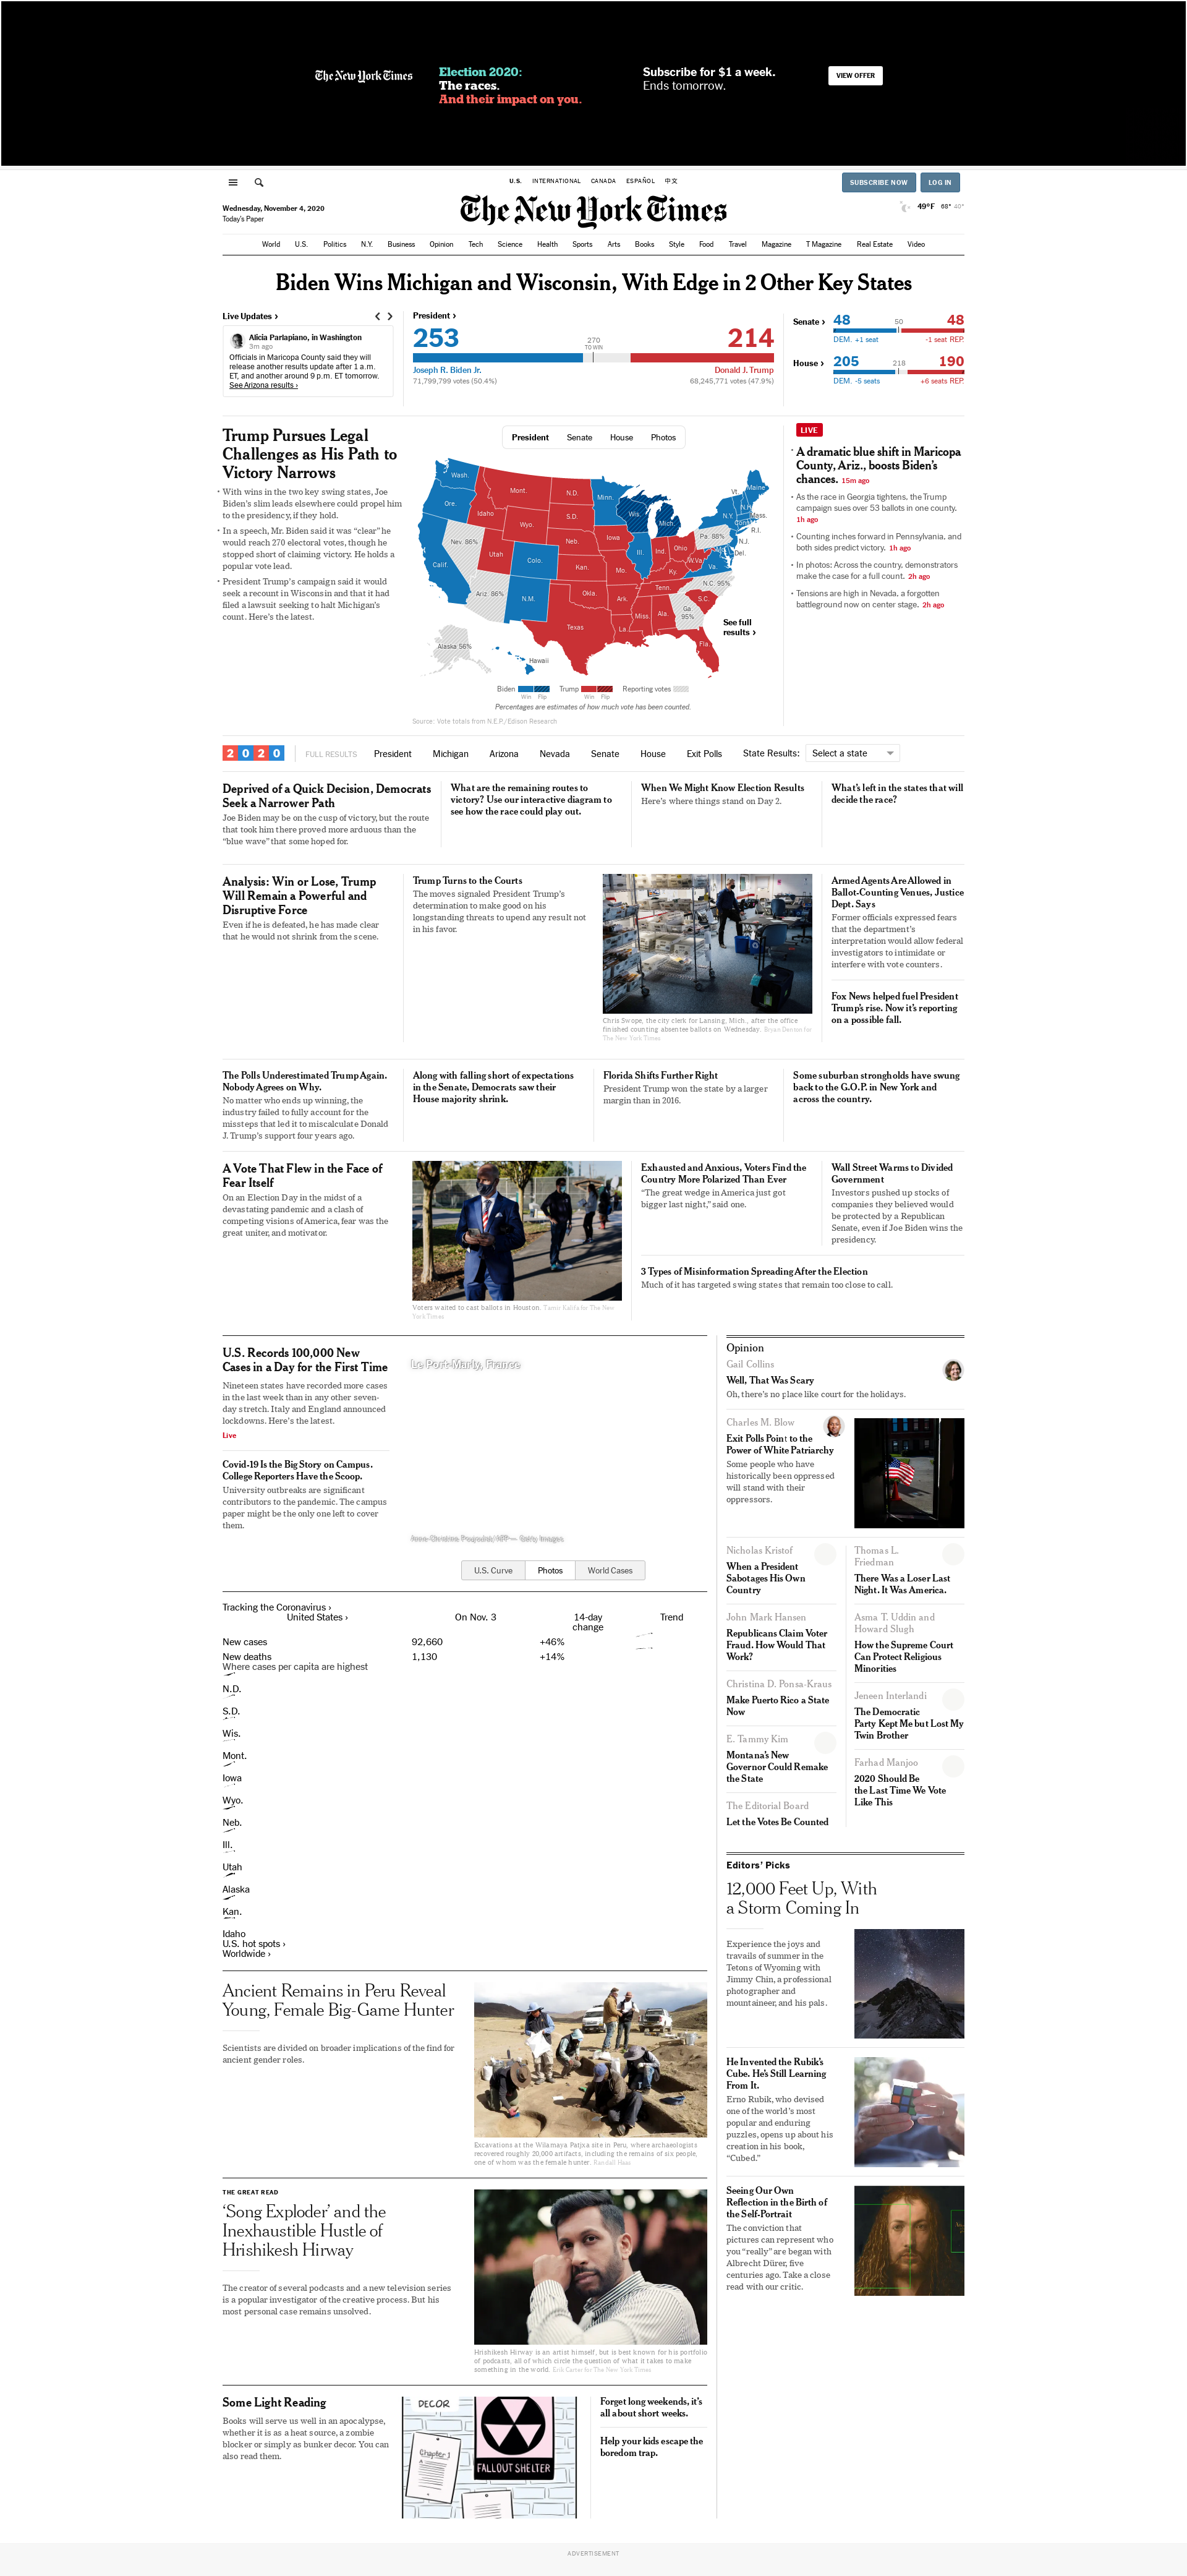 The New York Times
Election 2020:
The races.
And their impact on you.
Subscribe for $1 a week.
Ends tomorrow.
VIEW OFFER
U.S. INTERNATIONAL CANADA ESPAÑOL 中文
SUBSCRIBE NOW LOG IN
Wednesday, November 4, 2020
Today's Paper
The New York Times
49°F 68° 40°
World U.S. Politics N.Y. Business Opinion Tech Science Health Sports Arts Books Style Food Travel Magazine T Magazine Real Estate Video
Biden Wins Michigan and Wisconsin, With Edge in 2 Other Key States
Live Updates ›
Alicia Parlapiano, in Washington
3m ago
Officials in Maricopa County said they will
release another results update after 1 a.m.
ET, and another around 9 p.m. ET tomorrow.
See Arizona results ›
President ›
253
270
TO WIN
214
Joseph R. Biden Jr.
Donald J. Trump
71,799,799 votes (50.4%)
68,245,771 votes (47.9%)
Senate ›
48 50 48
DEM. +1 seat -1 seat REP.
House ›
205 218 190
DEM. -5 seats +6 seats REP.
Trump Pursues Legal
Challenges as His Path to
Victory Narrows
With wins in the two key swing states, Joe
Biden's slim leads elsewhere could propel him
to the presidency, if they hold.
In a speech, Mr. Biden said it was “clear” he
would reach 270 electoral votes, though he
stopped short of claiming victory. He holds a
popular vote lead.
President Trump's campaign said it would
seek a recount in Wisconsin and that it had
filed a lawsuit seeking to halt Michigan's
count. Here's the latest.
President Senate House Photos
Wash.
Ore.
Calif.
Nev. 86%
Idaho
Mont.
Wyo.
Utah
Colo.
Ariz. 86%
N.M.
N.D.
S.D.
Neb.
Kan.
Okla.
Texas
Minn.
Iowa
Mo.
Ark.
La.
Wis.
Ill.
Mich.
Ind.
Ohio
Ky.
Tenn.
Miss.
Ala.
Ga.
95%
Fla.
S.C.
N.C. 95%
Va.
W.Va.
Pa. 88%
N.Y.
Vt.
N.H.
Maine
Mass.
Conn.
R.I.
N.J.
Del.
Alaska 56%
Hawaii
See full
results ›
Biden Trump Reporting votes
Win Flip Win Flip
Percentages are estimates of how much vote has been counted.
Source: Vote totals from N.E.P./Edison Research
LIVE
A dramatic blue shift in Maricopa
County, Ariz., boosts Biden's
chances. 15m ago
As the race in Georgia tightens, the Trump
campaign sues over 53 ballots in one county.
1h ago
Counting inches forward in Pennsylvania, and
both sides predict victory. 1h ago
In photos: Across the country, demonstrators
make the case for a full count. 2h ago
Tensions are high in Nevada, a forgotten
battleground now on center stage. 2h ago
2020 FULL RESULTS President Michigan Arizona Nevada Senate House Exit Polls State Results: Select a state
Deprived of a Quick Decision, Democrats
Seek a Narrower Path
Joe Biden may be on the cusp of victory, but the route
that took him there proved more arduous than the
“blue wave” that some hoped for.
What are the remaining routes to
victory? Use our interactive diagram to
see how the race could play out.
When We Might Know Election Results
Here's where things stand on Day 2.
What's left in the states that will
decide the race?
Analysis: Win or Lose, Trump
Will Remain a Powerful and
Disruptive Force
Even if he is defeated, he has made clear
that he would not shrink from the scene.
Trump Turns to the Courts
The moves signaled President Trump's
determination to make good on his
longstanding threats to upend any result not
in his favor.
Chris Swope, the city clerk for Lansing, Mich., after the office
finished counting absentee ballots on Wednesday. Bryan Denton for
The New York Times
Armed Agents Are Allowed in
Ballot-Counting Venues, Justice
Dept. Says
Former officials expressed fears
that the department's
interpretation would allow federal
investigators to intimidate or
interfere with vote counters.
Fox News helped fuel President
Trump's rise. Now it's reporting
on a possible fall.
The Polls Underestimated Trump Again.
Nobody Agrees on Why.
No matter who ends up winning, the
industry failed to fully account for the
missteps that led it to miscalculate Donald
J. Trump's support four years ago.
Along with falling short of expectations
in the Senate, Democrats saw their
House majority shrink.
Florida Shifts Further Right
President Trump won the state by a larger
margin than in 2016.
Some suburban strongholds have swung
back to the G.O.P. in New York and
across the country.
A Vote That Flew in the Face of
Fear Itself
On an Election Day in the midst of a
devastating pandemic and a clash of
competing visions of America, fear was the
great uniter, and motivator.
Voters waited to cast ballots in Houston. Tamir Kalifa for The New
York Times
Exhausted and Anxious, Voters Find the
Country More Polarized Than Ever
“The great wedge in America just got
bigger last night,” said one.
Wall Street Warms to Divided
Government
Investors pushed up stocks of
companies they believed would
be protected by a Republican
Senate, even if Joe Biden wins the
presidency.
3 Types of Misinformation Spreading After the Election
Much of it has targeted swing states that remain too close to call.
U.S. Records 100,000 New
Cases in a Day for the First Time
Nineteen states have recorded more cases
in the last week than in any other seven-
day stretch. Italy and England announced
lockdowns. Here's the latest.
Live
Covid-19 Is the Big Story on Campus.
College Reporters Have the Scoop.
University outbreaks are significant
contributors to the pandemic. The campus
paper might be the only one left to cover
them.
Le Port-Marly, France
Anne-Christine Poujoulat/AFP — Getty Images
U.S. Curve Photos World Cases
Tracking the Coronavirus ›
United States › On Nov. 3 14-day
change Trend
New cases 92,660 +46%
New deaths 1,130 +14%
Where cases per capita are highest
N.D.
S.D.
Wis.
Mont.
Iowa
Wyo.
Neb.
Ill.
Utah
Alaska
Kan.
Idaho
U.S. hot spots ›
Worldwide ›
Ancient Remains in Peru Reveal
Young, Female Big-Game Hunter
Scientists are divided on broader implications of the find for
ancient gender roles.
Excavations at the Wilamaya Patjxa site in Peru, where archaeologists
recovered roughly 20,000 artifacts, including the remains of six people,
one of whom was the female hunter. Randall Haas
THE GREAT READ
‘Song Exploder’ and the
Inexhaustible Hustle of
Hrishikesh Hirway
The creator of several podcasts and a new television series
is a popular investigator of the creative process. But his
most personal case remains unsolved.
Hrishikesh Hirway is an artist himself, but is best known for his portfolio
of podcasts, all of which circle the question of what it takes to make
something in the world. Erik Carter for The New York Times
Some Light Reading
Books will serve us well in an apocalypse,
whether it is as a heat source, a zombie
blocker or simply as bunker decor. You can
also read them.
DECOR
Chapter 1
FALLOUT SHELTER
Forget long weekends, it's
all about short weeks.
Help your kids escape the
boredom trap.
Opinion
Gail Collins
Well, That Was Scary
Oh, there's no place like court for the holidays.
Charles M. Blow
Exit Polls Point to the
Power of White Patriarchy
Some people who have
historically been oppressed
will stand with their
oppressors.
Nicholas Kristof
When a President
Sabotages His Own
Country
John Mark Hansen
Republicans Claim Voter
Fraud. How Would That
Work?
Christina D. Ponsa-Kraus
Make Puerto Rico a State
Now
E. Tammy Kim
Montana's New
Governor Could Remake
the State
The Editorial Board
Let the Votes Be Counted
Thomas L.
Friedman
There Was a Loser Last
Night. It Was America.
Asma T. Uddin and
Howard Slugh
How the Supreme Court
Can Protect Religious
Minorities
Jeneen Interlandi
The Democratic
Party Kept Me but Lost My
Twin Brother
Farhad Manjoo
2020 Should Be
the Last Time We Vote
Like This
Editors' Picks
12,000 Feet Up, With
a Storm Coming In
Experience the joys and
travails of summer in the
Tetons of Wyoming with
Jimmy Chin, a professional
photographer and
mountaineer, and his pals.
He Invented the Rubik's
Cube. He's Still Learning
From It.
Erno Rubik, who devised
one of the world's most
popular and enduring
puzzles, opens up about his
creation in his book,
“Cubed.”
Seeing Our Own
Reflection in the Birth of
the Self-Portrait
The conviction that
pictures can represent who
you “really” are began with
Albrecht Dürer, five
centuries ago. Take a close
read with our critic.
ADVERTISEMENT